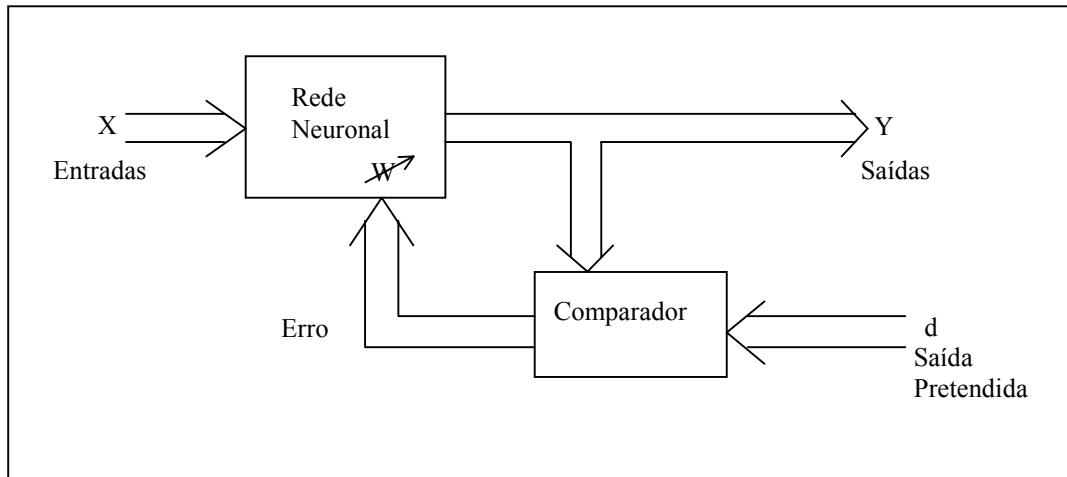 Rede
Neuronal
W
X
Entradas
Y
Saídas
Comparador
Erro
d
Saída
Pretendida